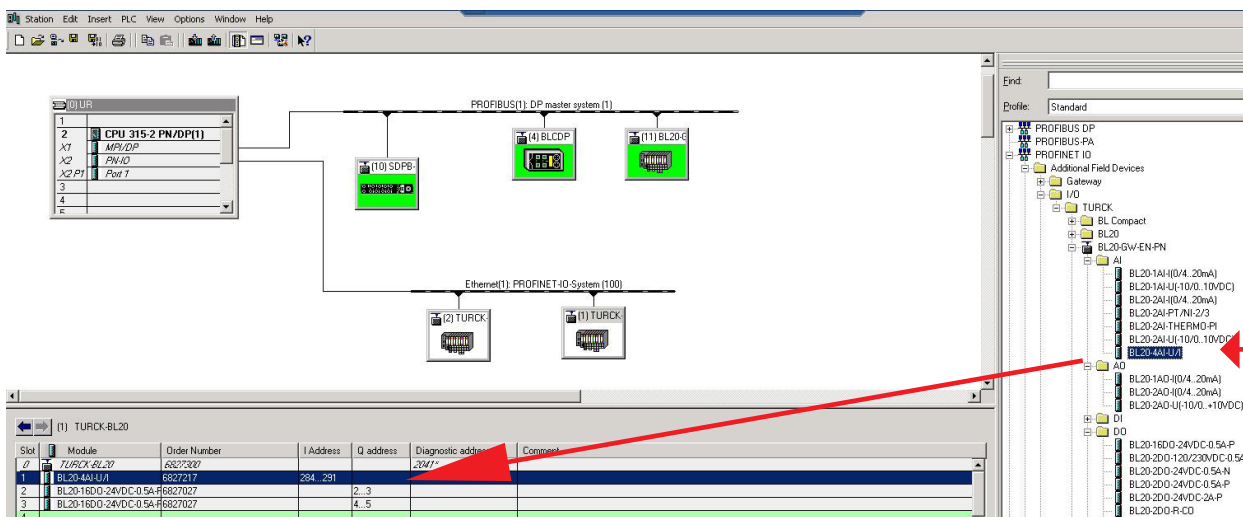 Station Edit Insert PLC View Options Window Help
(0) UR
1
2 CPU 315-2 PN/DP(1)
X1 MPI/DP
X2 PN-IO
X2 P1 Port 1
3
4
5
PROFIBUS(1): DP master system (1)
(10) SDPB-
(4) BLCDP
(11) BL20-G
Ethernet(1): PROFINET-IO-System (100)
(2) TURCK-
(1) TURCK-
Find:
Profile: Standard
PROFIBUS DP
PROFIBUS-PA
PROFINET IO
Additional Field Devices
Gateway
I/O
TURCK
BL Compact
BL20
BL20-GW-EN-PN
AI
BL20-1AI-I(0/4..20mA)
BL20-1AI-U(-10/0..10VDC)
BL20-2AI-I(0/4..20mA)
BL20-2AI-PT/NI-2/3
BL20-2AI-THERMO-PI
BL20-2AI-U(-10/0..10VDC)
BL20-4AI-U/I
AO
BL20-1AO-I(0/4..20mA)
BL20-2AO-I(0/4..20mA)
BL20-2AO-U(-10/0..+10VDC)
DI
DO
BL20-16DO-24VDC-0.5A-P
BL20-2DO-120/230VDC-0.5A
BL20-2DO-24VDC-0.5A-N
BL20-2DO-24VDC-0.5A-P
BL20-2DO-24VDC-2A-P
BL20-2DO-R-CO
(1) TURCK-BL20
Slot Module Order Number I Address Q address Diagnostic address Comment
0 TURCK-BL20 6827300 2041*
1 BL20-4AI-U/I 6827217 284...291
2 BL20-16DO-24VDC-0.5A-P 6827027 2...3
3 BL20-16DO-24VDC-0.5A-P 6827027 4...5
4